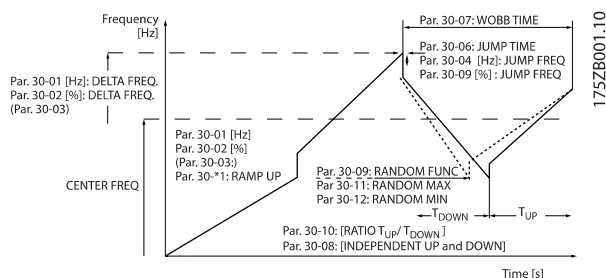 Frequency
[Hz]
Par. 30-07: WOBB TIME
Par. 30-06: JUMP TIME
Par. 30-04 [Hz]: JUMP FREQ
Par. 30-09 [%] : JUMP FREQ
175ZB001.10
Par. 30-01 [Hz]: DELTA FREQ.
Par. 30-02 [%]: DELTA FREQ.
(Par. 30-03)
Par. 30-01 [Hz]
Par. 30-02 [%]
(Par. 30-03:)
Par. 30-*1: RAMP UP
CENTER FREQ
Par. 30-09: RANDOM FUNC
Par 30-11: RANDOM MAX
Par 30-12: RANDOM MIN
TDOWN
TUP
Par. 30-10: [RATIO TUP/ TDOWN ]
Par. 30-08: [INDEPENDENT UP and DOWN]
Time [s]